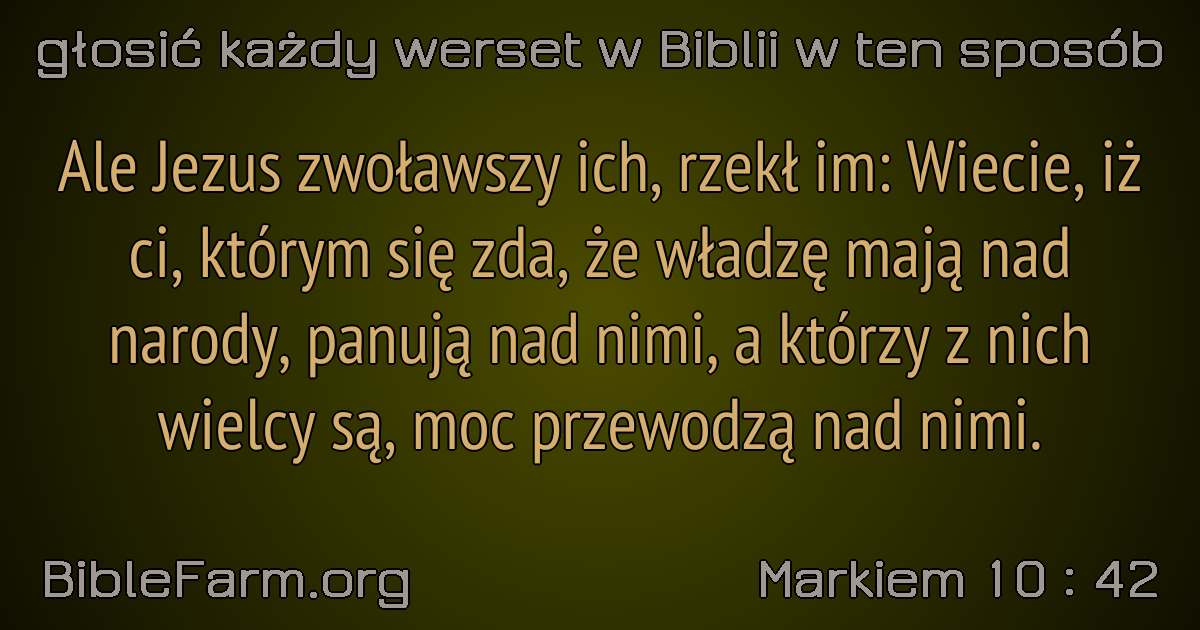 głosić każdy werset w Biblii w ten sposób
Ale Jezus zwoławszy ich, rzekł im: Wiecie, iż
ci, którym się zda, że władzę mają nad
narody, panują nad nimi, a którzy z nich
wielcy są, moc przewodzą nad nimi.
BibleFarm.org
Markiem 10 : 42